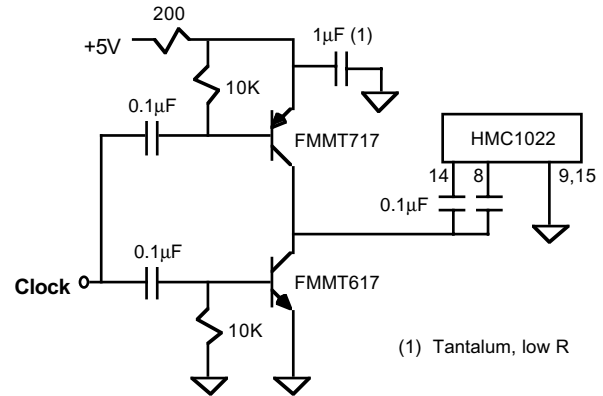 200
+5V
1µF (1)
10K
0.1µF
FMMT717
HMC1022
14
8
9,15
0.1µF
0.1µF
Clock
FMMT617
10K
(1) Tantalum, low R